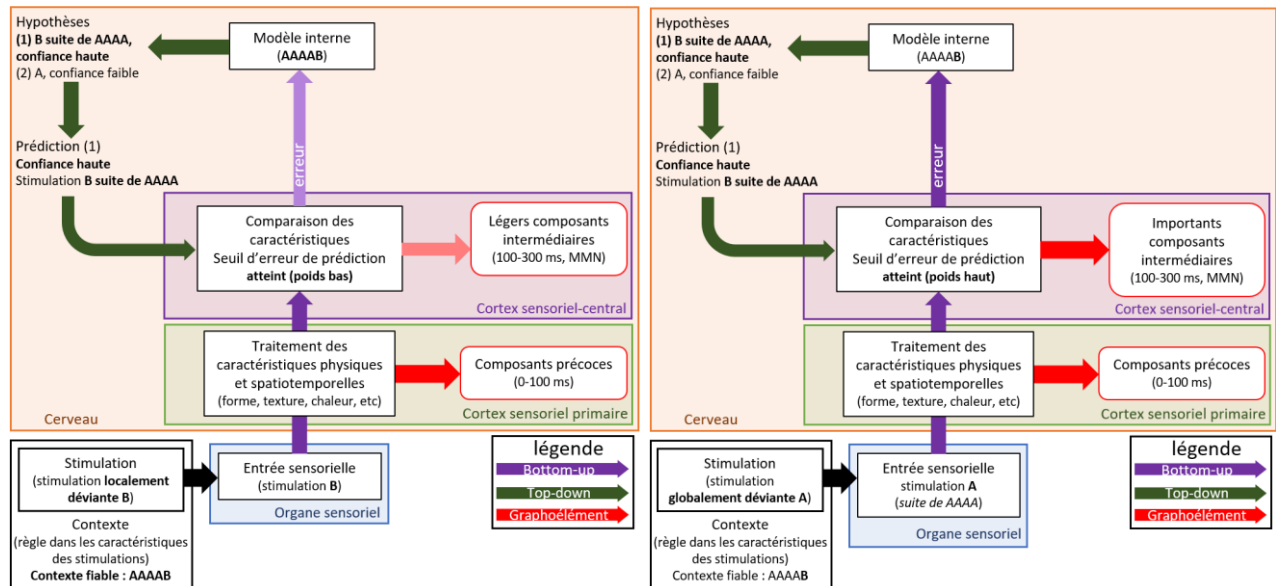 Hypothèses
(1) B suite de AAAA,
confiance haute
(2) A, confiance faible
Modèle interne
(AAAAB)
Prédiction (1)
Confiance haute
Stimulation B suite de AAAA
erreur
Comparaison des
caractéristiques
Seuil d'erreur de prédiction
atteint (poids bas)
Légers composants
intermédiaires
(100-300 ms, MMN)
Cortex sensoriel-central
Traitement des
caractéristiques physiques
et spatiotemporelles
(forme, texture, chaleur, etc)
Composants précoces
(0-100 ms)
Cortex sensoriel primaire
Cerveau
Stimulation
(stimulation localement
déviante B)
Contexte
(règle dans les caractéristiques
des stimulations)
Contexte fiable : AAAAB
Entrée sensorielle
(stimulation B)
Organe sensoriel
légende
Bottom-up
Top-down
Graphoélément
Hypothèses
(1) B suite de AAAA,
confiance haute
(2) A, confiance faible
Modèle interne
(AAAAB)
Prédiction (1)
Confiance haute
Stimulation B suite de AAAA
erreur
Comparaison des
caractéristiques
Seuil d'erreur de prédiction
atteint (poids haut)
Importants
composants
intermédiaires
(100-300 ms, MMN)
Cortex sensoriel-central
Traitement des
caractéristiques physiques
et spatiotemporelles
(forme, texture, chaleur, etc)
Composants précoces
(0-100 ms)
Cortex sensoriel primaire
Cerveau
Stimulation
(stimulation
globalement déviante A)
Contexte
(règle dans les caractéristiques
des stimulations)
Contexte fiable : AAAAB
Entrée sensorielle
stimulation A
(suite de AAAA)
Organe sensoriel
légende
Bottom-up
Top-down
Graphoélément